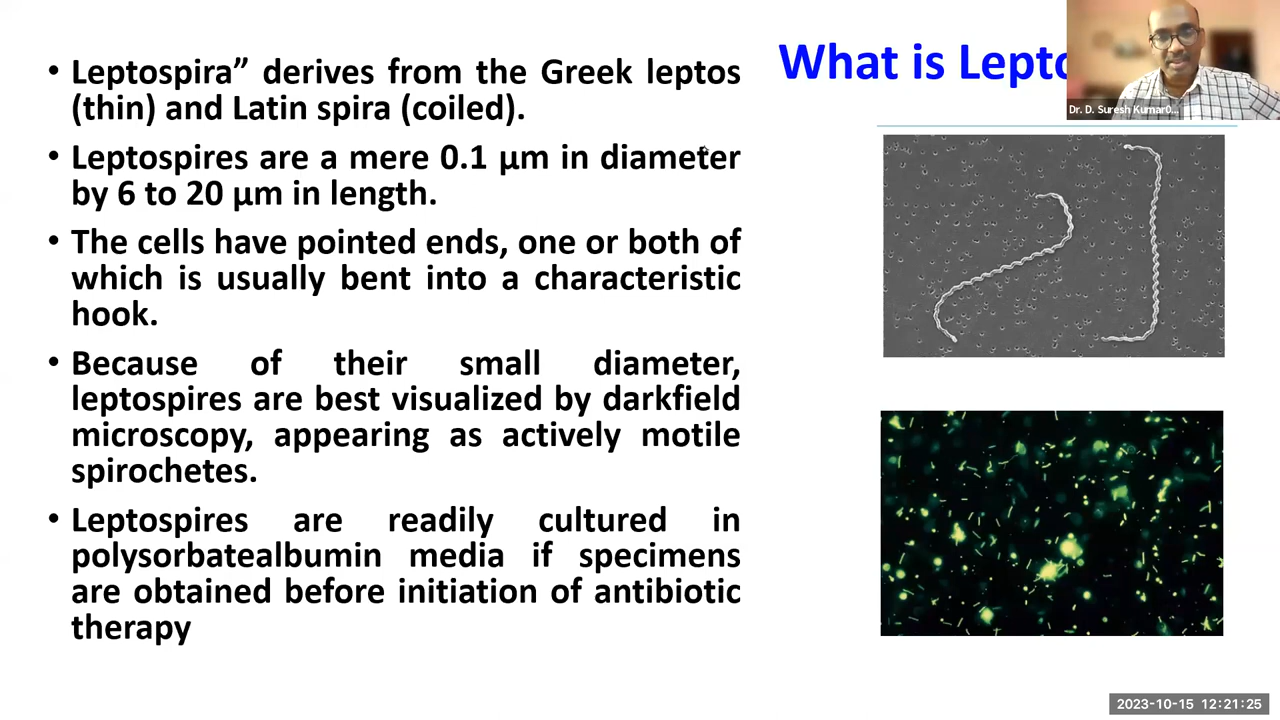 • Leptospira” derives from the Greek leptos
(thin) and Latin spira (coiled).
• Leptospires are a mere 0.1 µm in diameter
by 6 to 20 µm in length.
• The cells have pointed ends, one or both of
which is usually bent into a characteristic
hook.
• Because of their small diameter,
leptospires are best visualized by darkfield
microscopy, appearing as actively motile
spirochetes.
• Leptospires are readily cultured in
polysorbatealbumin media if specimens
are obtained before initiation of antibiotic
therapy
What is Lepto
Dr. D. Suresh Kumar0...
2023-10-15 12:21:25